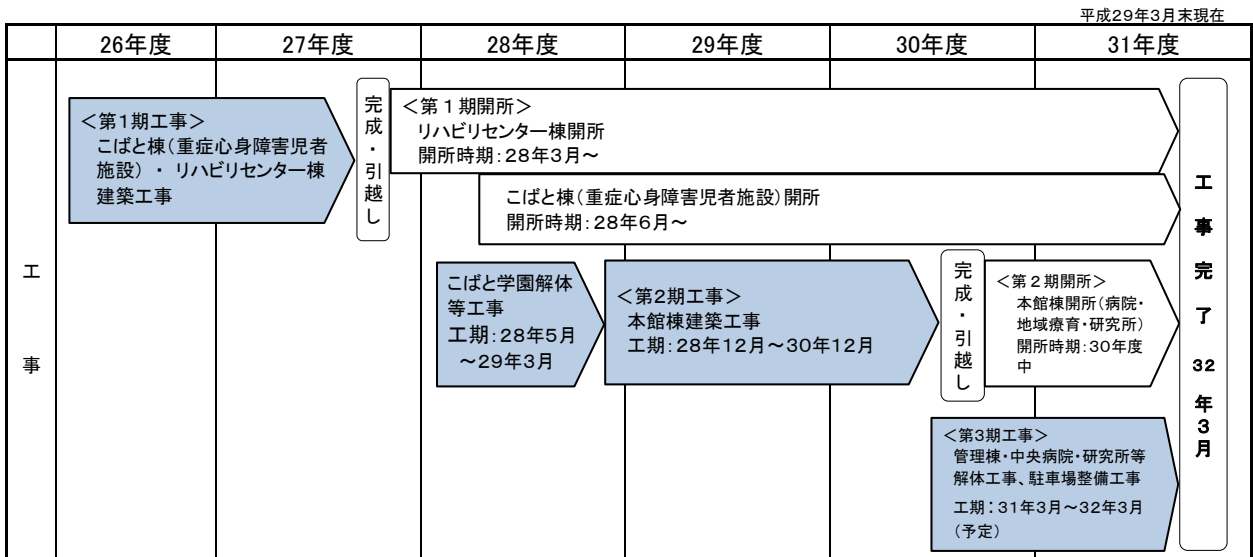 平成29年3月末現在
26年度
27年度
28年度
29年度
30年度
31年度
工事
＜第1期工事＞
こばと棟(重症心身障害児者
施設)・リハビリセンター棟
建築工事
完成・引越し
＜第１期開所＞
リハビリセンター棟開所
開所時期：28年3月～
こばと棟(重症心身障害児者施設)開所
開所時期：28年6月～
こばと学園解体
等工事
工期：28年5月
～29年3月
＜第2期工事＞
本館棟建築工事
工期：28年12月～30年12月
完成・引越し
＜第２期開所＞
本館棟開所(病院・
地域療育・研究所)
開所時期：30年度
中
＜第3期工事＞
管理棟・中央病院・研究所等
解体工事、駐車場整備工事
工期：31年3月～32年3月
(予定)
工事完了32年3月